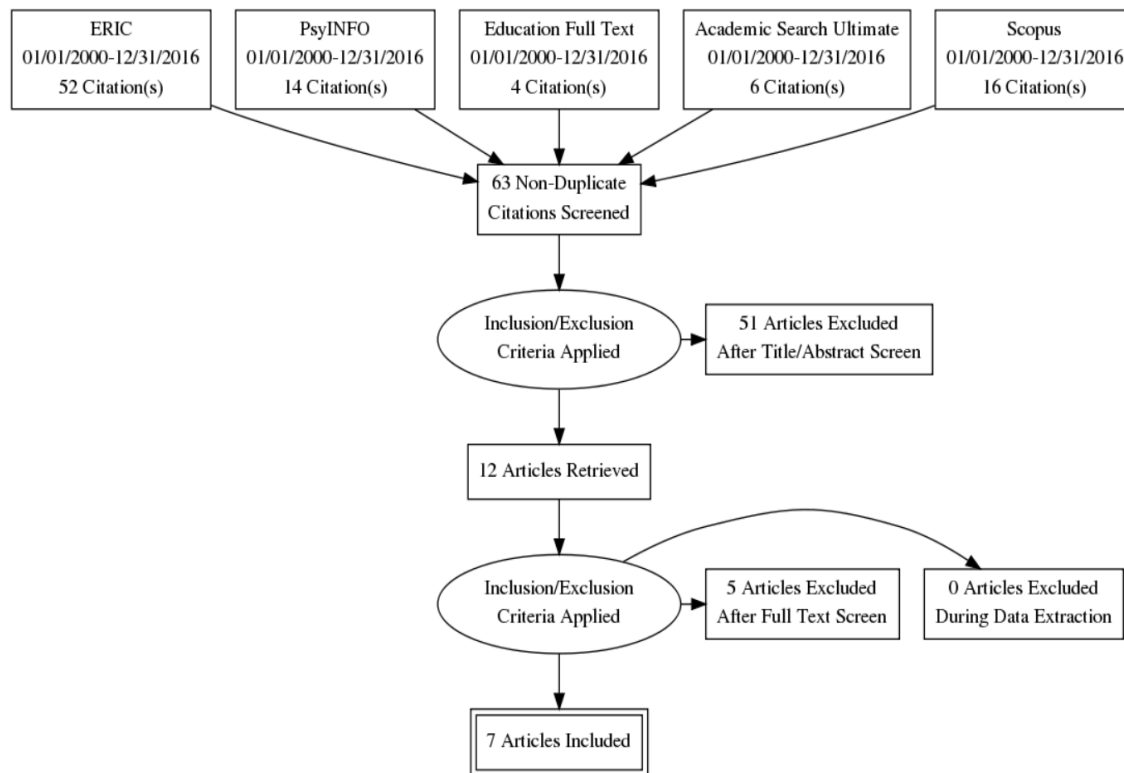 ERIC
01/01/2000-12/31/2016
52 Citation(s)
PsyINFO
01/01/2000-12/31/2016
14 Citation(s)
Education Full Text
01/01/2000-12/31/2016
4 Citation(s)
Academic Search Ultimate
01/01/2000-12/31/2016
6 Citation(s)
Scopus
01/01/2000-12/31/2016
16 Citation(s)
63 Non-Duplicate
Citations Screened
Inclusion/Exclusion
Criteria Applied
51 Articles Excluded
After Title/Abstract Screen
12 Articles Retrieved
Inclusion/Exclusion
Criteria Applied
5 Articles Excluded
After Full Text Screen
0 Articles Excluded
During Data Extraction
7 Articles Included